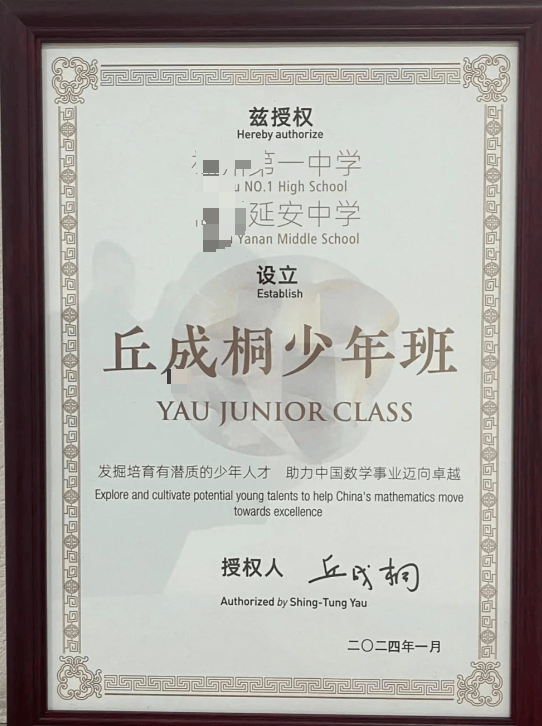 兹授权
Hereby authorize
第一中学
NO.1 High School
延安中学
Yanan Middle School
设立
Establish
丘成桐少年班
YAU JUNIOR CLASS
发掘培育有潜质的少年人才 助力中国数学事业迈向卓越
Explore and cultivate potential young talents to help China's mathematics move
towards excellence
授权人 丘成桐
Authorized by Shing-Tung Yau
二〇二四年一月